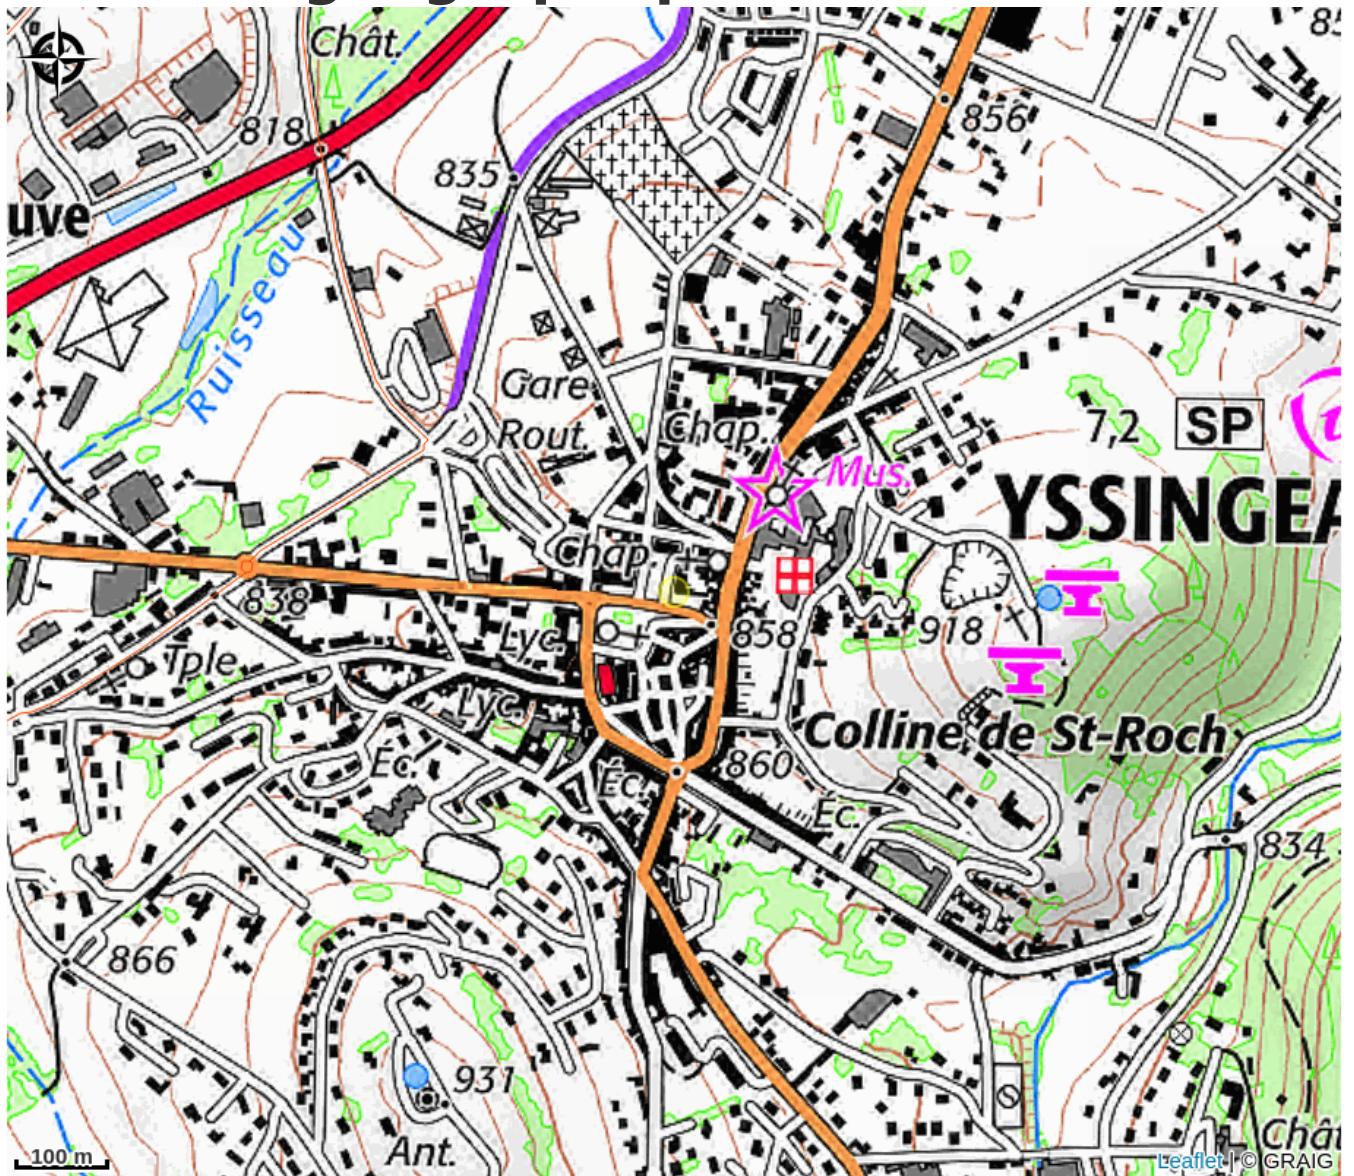 Chât.
85
818
856
835
uve
Ruisseau
Gare
Rout.
Chap.
7,2
SP
Mus.
YSSINGEA
Chap.
838
Lyc.
858
918
Tple
Lyc.
Colline de St-Roch
Éc.
Éc.
860
Éc.
834
866
931
Ant.
Chât
100 m
Leaflet | © GRAIG